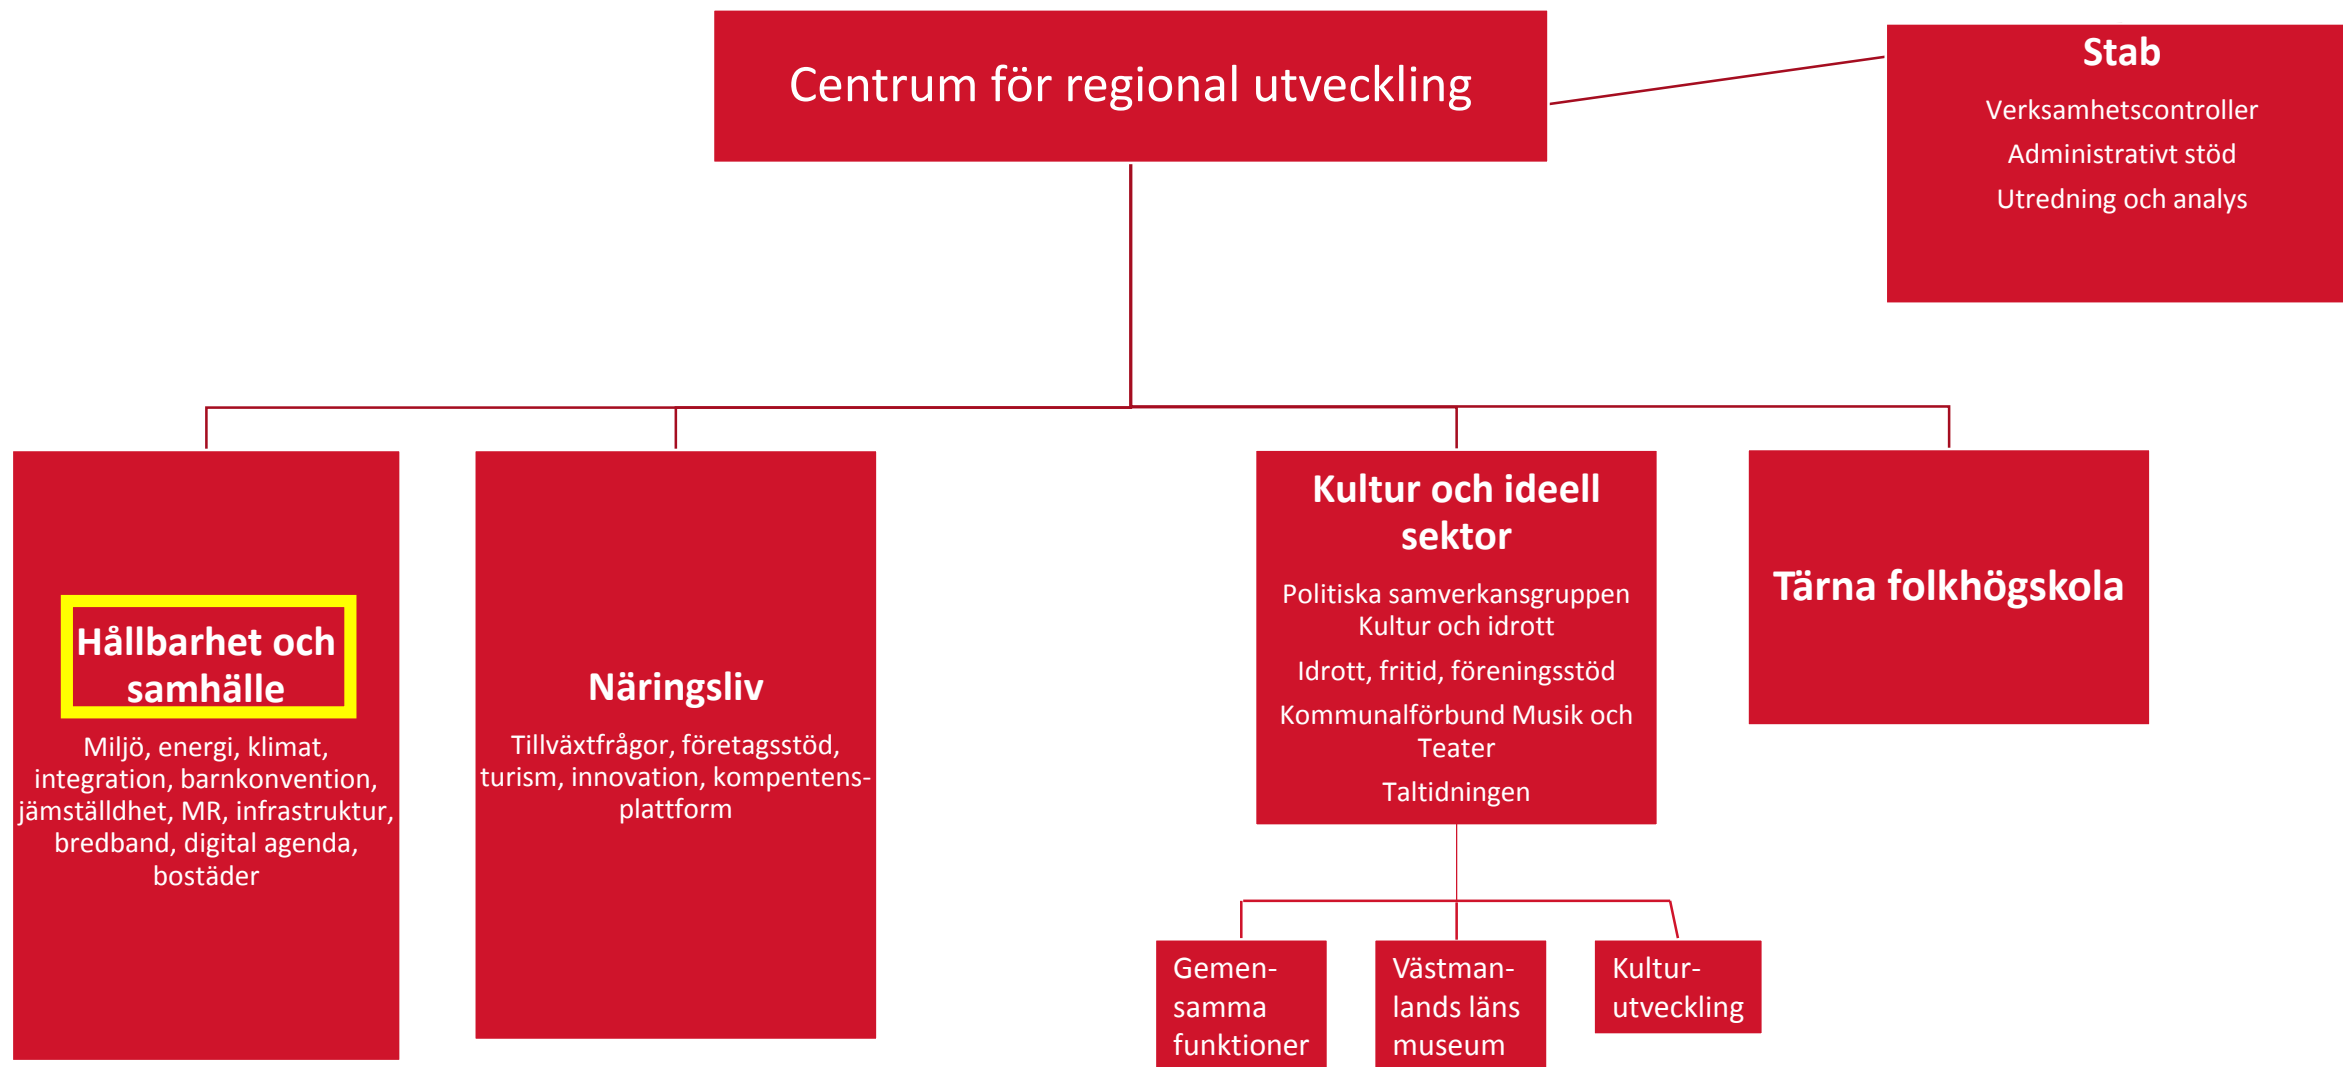 Centrum för regional utveckling
Stab
Verksamhetscontroller
Administrativt stöd
Utredning och analys
Hållbarhet och
samhälle
Miljö, energi, klimat,
integration, barnkonvention,
jämställdhet, MR, infrastruktur,
bredband, digital agenda,
bostäder
Näringsliv
Tillväxtfrågor, företagsstöd,
turism, innovation, kompentens-
plattform
Kultur och ideell
sektor
Politiska samverkansgruppen
Kultur och idrott
Idrott, fritid, föreningsstöd
Kommunalförbund Musik och
Teater
Taltidningen
Tärna folkhögskola
Gemen-
samma
funktioner
Västman-
lands läns
museum
Kultur-
utveckling